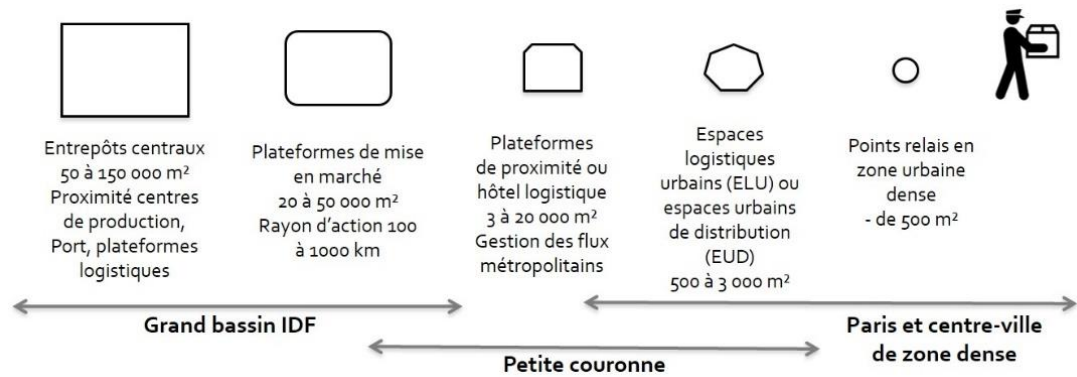 Entrepôts centraux
50 à 150 000 m²
Proximité centres
de production,
Port, plateformes
logistiques
Plateformes de mise
en marché
20 à 50 000 m²
Rayon d'action 100
à 1000 km
Plateformes
de proximité ou
hôtel logistique
3 à 20 000 m²
Gestion des flux
métropolitains
Espaces
logistiques
urbains (ELU) ou
espaces urbains
de distribution
(EUD)
500 à 3 000 m²
Points relais en
zone urbaine
dense
- de 500 m²
Grand bassin IDF
Petite couronne
Paris et centre-ville
de zone dense